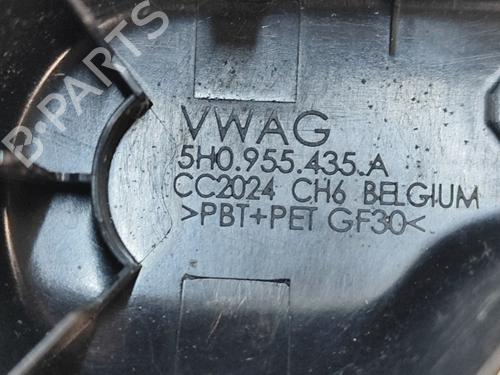 B-PARTS
VWAG
5H0.955.435.A
CC2024 CH6 BELGIUM
>PBT+PET GF30<